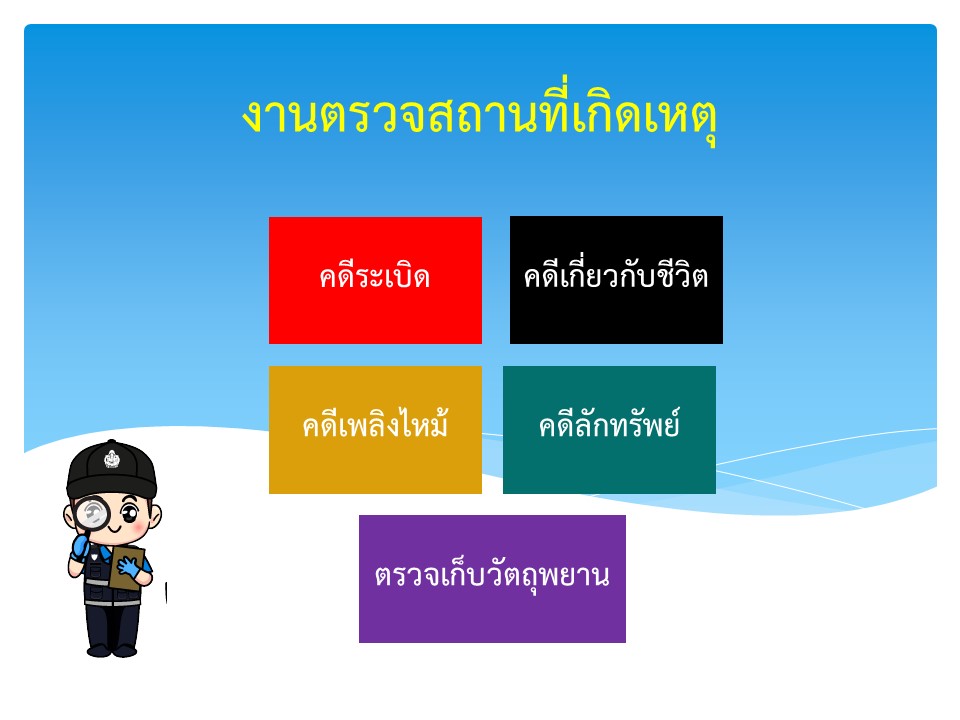 งานตรวจสถานที่เกิดเหตุ
คดีระเบิด
คดีเกี่ยวกับชีวิต
คดีเพลิงไหม้
คดีลักทรัพย์
ตรวจเก็บวัตถุพยาน